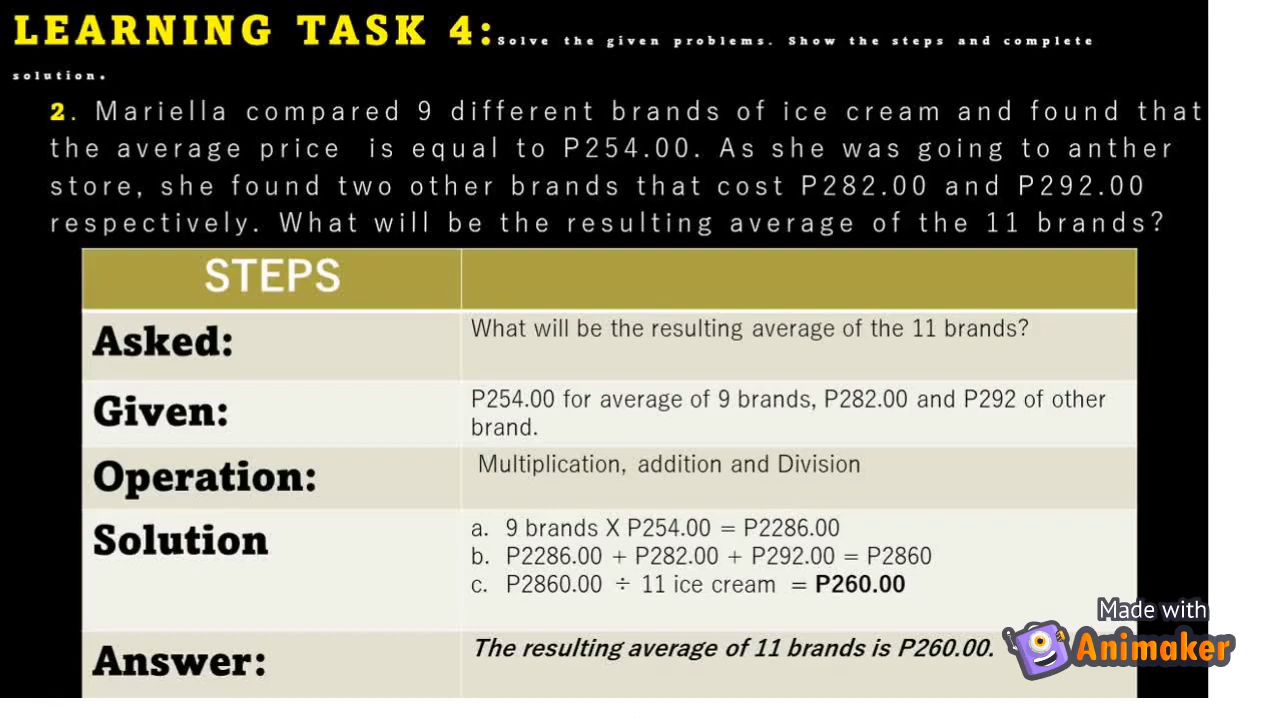 LEARNING TASK 4:Solve the given problems. Show the steps and complete
solution.
2. Mariella compared 9 different brands of ice cream and found that
the average price is equal to P254.00. As she was going to anther
store, she found two other brands that cost P282.00 and P292.00
respectively. What will be the resulting average of the 11 brands?
STEPS
Asked:
What will be the resulting average of the 11 brands?
Given:
P254.00 for average of 9 brands, P282.00 and P292 of other
brand.
Operation:
Multiplication, addition and Division
Solution
a. 9 brands X P254.00 = P2286.00
b. P2286.00 + P282.00 + P292.00 = P2860
c. P2860.00 ÷ 11 ice cream = P260.00
Answer:
The resulting average of 11 brands is P260.00.
Made with
Animaker